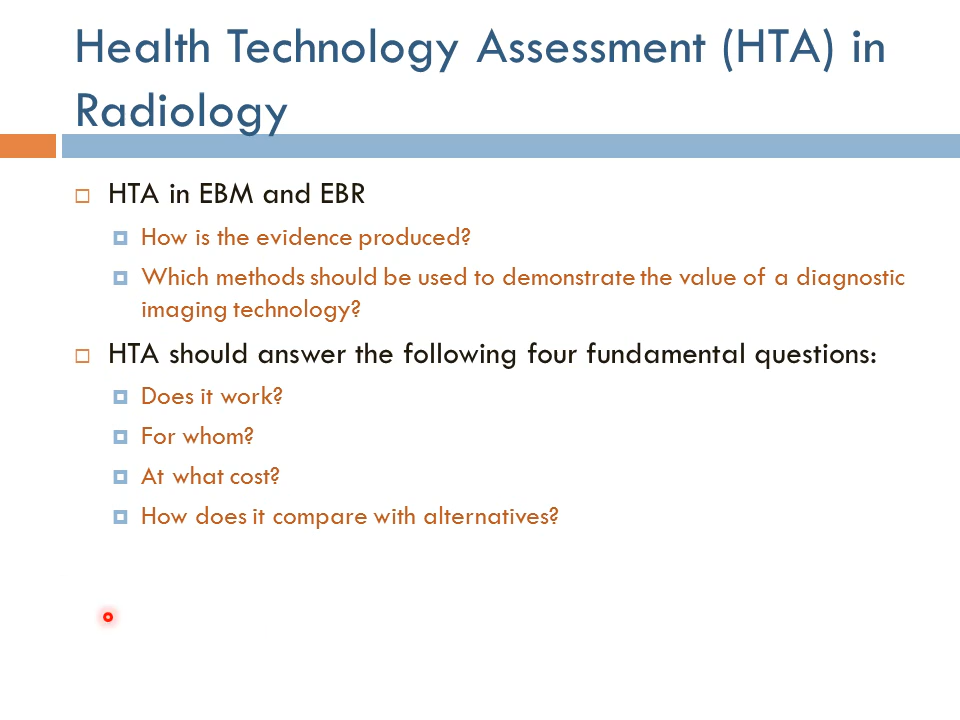 Health Technology Assessment (HTA) in
Radiology
HTA in EBM and EBR
How is the evidence produced?
Which methods should be used to demonstrate the value of a diagnostic
imaging technology?
HTA should answer the following four fundamental questions:
Does it work?
For whom?
At what cost?
How does it compare with alternatives?